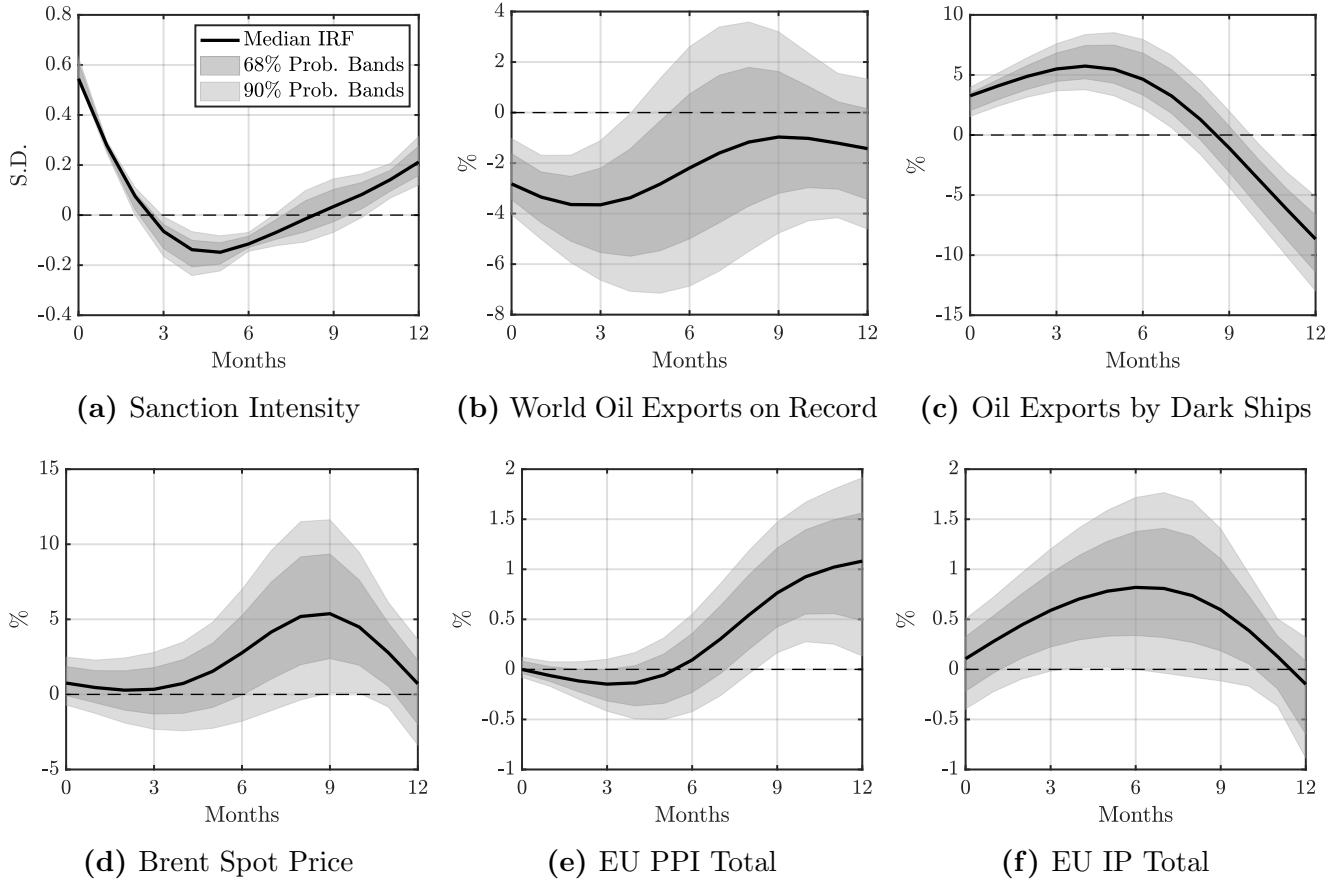 0.8
0.6
0.4
0.2
0
-0.2
-0.4
S.D.
Median IRF
68% Prob. Bands
90% Prob. Bands
0 3 6 9 12
Months
(a) Sanction Intensity
4
2
0
-2
-4
-6
-8
%
0 3 6 9 12
Months
(b) World Oil Exports on Record
10
5
0
-5
-10
-15
%
0 3 6 9 12
Months
(c) Oil Exports by Dark Ships
15
10
5
0
-5
%
0 3 6 9 12
Months
(d) Brent Spot Price
2
1.5
1
0.5
0
-0.5
-1
%
0 3 6 9 12
Months
(e) EU PPI Total
2
1.5
1
0.5
0
-0.5
-1
%
0 3 6 9 12
Months
(f) EU IP Total